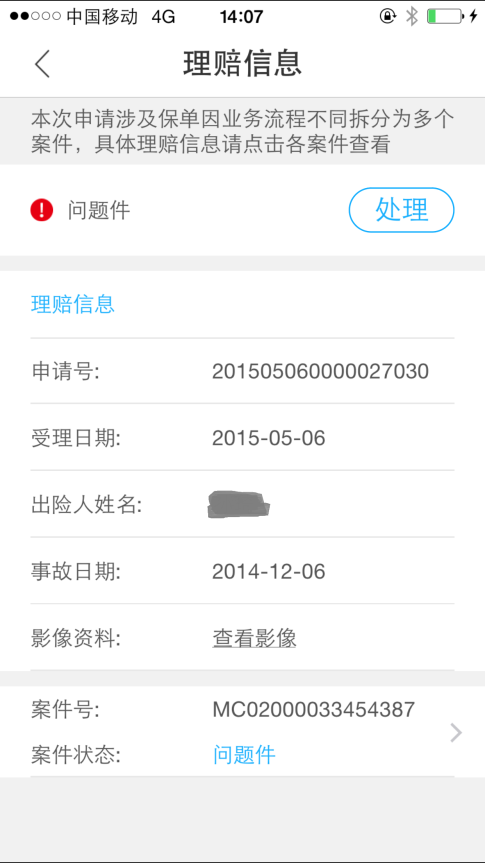 中国移动 4G 14:07
理赔信息
本次申请涉及保单因业务流程不同拆分为多个
案件，具体理赔信息请点击各案件查看
问题件 处理
理赔信息
申请号: 201505060000027030
受理日期: 2015-05-06
出险人姓名:
事故日期: 2014-12-06
影像资料: 查看影像
案件号: MC02000033454387
案件状态: 问题件